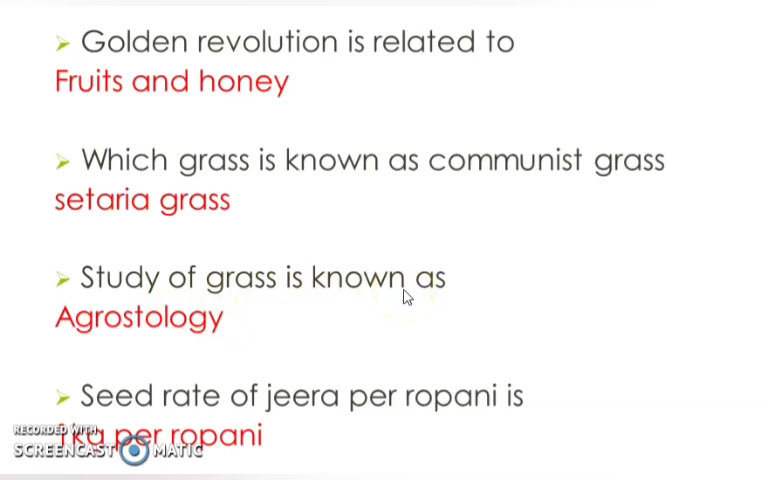 Golden revolution is related to
Fruits and honey
Which grass is known as communist grass
setaria grass
Study of grass is known as
Agrostology
Seed rate of jeera per ropani is
1kg per ropani
RECORDED WITH
SCREENCAST MATIC